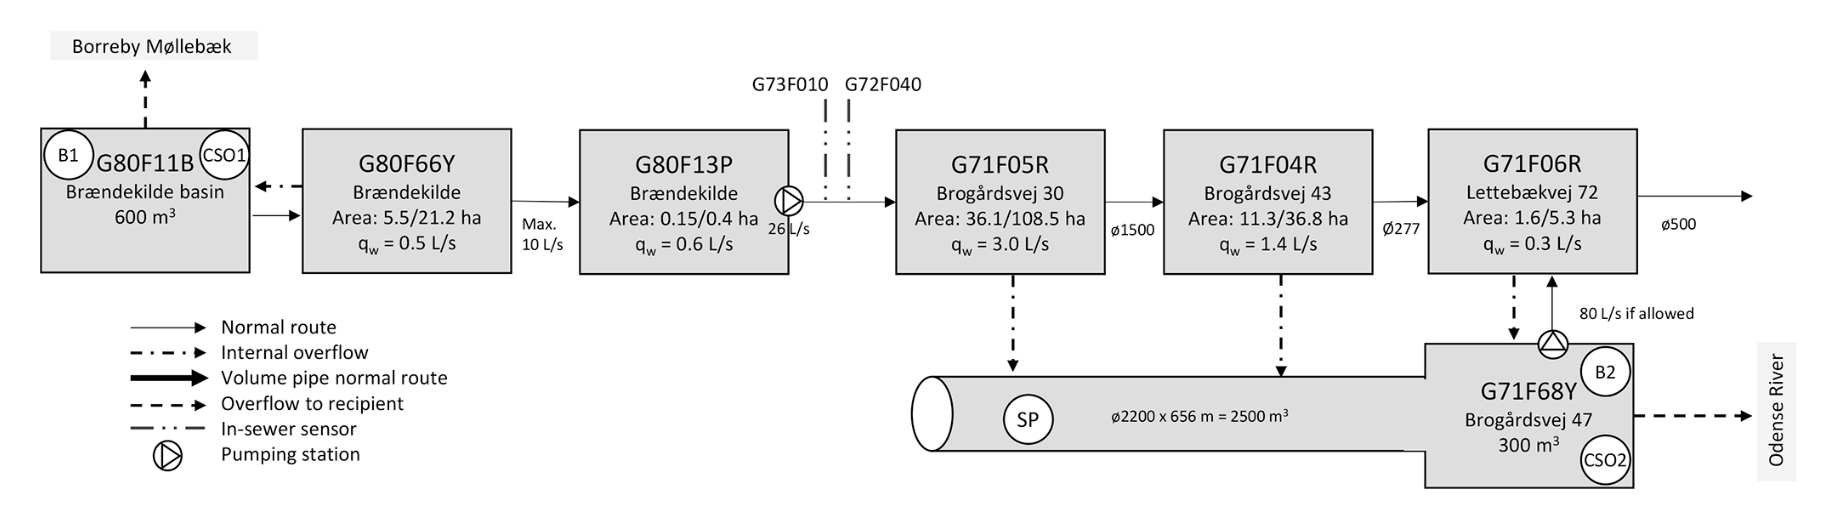 Borreby Møllebæk
B1
G80F11B
CSO1
Brændekilde basin
600 m³
G80F66Y
Brændekilde
Area: 5.5/21.2 ha
qw = 0.5 L/s
Max.
10 L/s
G80F13P
Brændekilde
Area: 0.15/0.4 ha
qw = 0.6 L/s
26 L/s
G73F010
G72F040
G71F05R
Brogårdsvej 30
Area: 36.1/108.5 ha
qw = 3.0 L/s
ø1500
G71F04R
Brogårdsvej 43
Area: 11.3/36.8 ha
qw = 1.4 L/s
Ø277
G71F06R
Lettebækvej 72
Area: 1.6/5.3 ha
qw = 0.3 L/s
ø500
80 L/s if allowed
Normal route
Internal overflow
Volume pipe normal route
Overflow to recipient
In-sewer sensor
Pumping station
SP
ø2200 x 656 m = 2500 m³
B2
G71F68Y
Brogårdsvej 47
300 m³
CSO2
Odense River